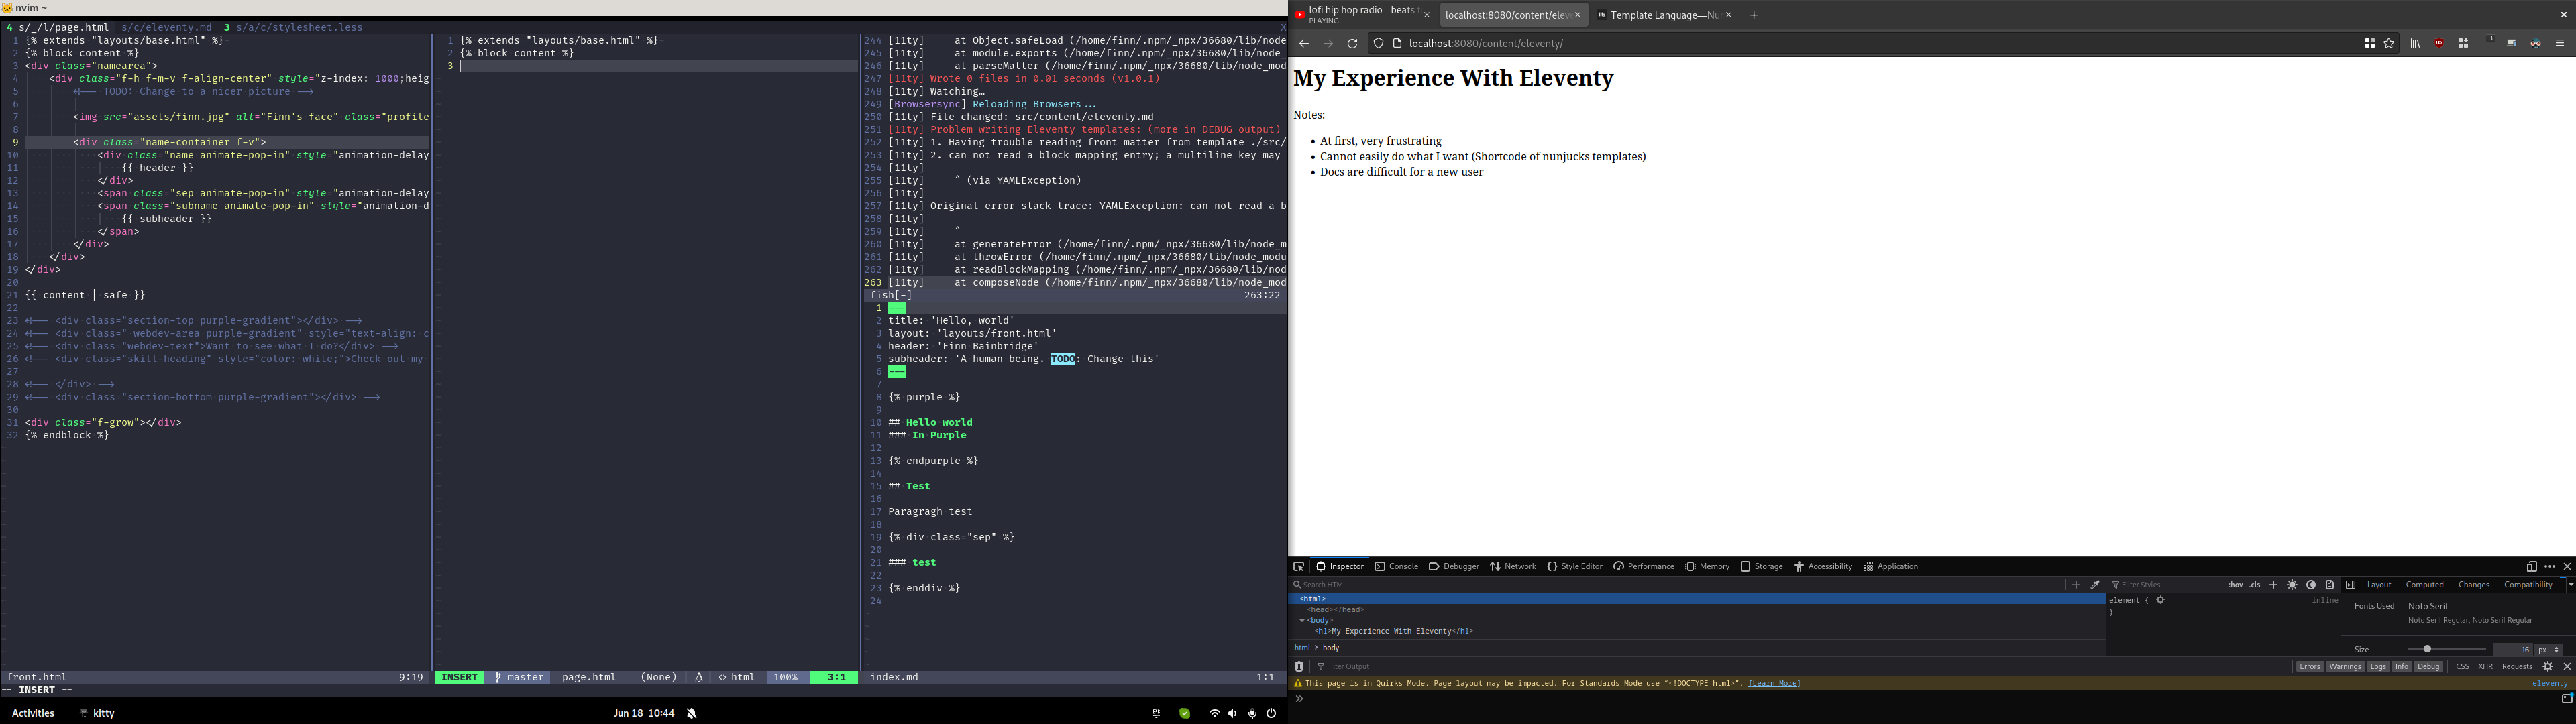 nvim ~
4 s/_/l/page.html s/c/eleventy.md 3 s/a/c/stylesheet.less X
1 {% extends "layouts/base.html" %}
2 {% block content %}
3 <div class="namearea">
4 <div class="f-h f-m-v f-align-center" style="z-index: 1000;heig
5 <!-- TODO: Change to a nicer picture -->
6
7 <img src="assets/finn.jpg" alt="Finn's face" class="profile
8
9 <div class="name-container f-v">
10 <div class="name animate-pop-in" style="animation-delay
11 {{ header }}
12 </div>
13 <span class="sep animate-pop-in" style="animation-delay
14 <span class="subname animate-pop-in" style="animation-d
15 {{ subheader }}
16 </span>
17 </div>
18 </div>
19 </div>
20
21 {{ content | safe }}
22
23 <!-- <div class="section-top purple-gradient"></div> -->
24 <!-- <div class=" webdev-area purple-gradient" style="text-align: c
25 <!-- <div class="webdev-text">Want to see what I do?</div> -->
26 <!-- <div class="skill-heading" style="color: white;">Check out my
27
28 <!-- </div> -->
29 <!-- <div class="section-bottom purple-gradient"></div> -->
30
31 <div class="f-grow"></div>
32 {% endblock %}
front.html 9:19
-- INSERT --
1 {% extends "layouts/base.html" %}
2 {% block content %}
3
INSERT master page.html (None) | | <> html 100% 3:1
244 [11ty] at Object.safeLoad (/home/finn/.npm/_npx/36680/lib/node
245 [11ty] at module.exports (/home/finn/.npm/_npx/36680/lib/node_
246 [11ty] at parseMatter (/home/finn/.npm/_npx/36680/lib/node_mod
247 [11ty] Wrote 0 files in 0.01 seconds (v1.0.1)
248 [11ty] Watching…
249 [Browsersync] Reloading Browsers...
250 [11ty] File changed: src/content/eleventy.md
251 [11ty] Problem writing Eleventy templates: (more in DEBUG output)
252 [11ty] 1. Having trouble reading front matter from template ./src/
253 [11ty] 2. can not read a block mapping entry; a multiline key may
254 [11ty]
255 [11ty] ^ (via YAMLException)
256 [11ty]
257 [11ty] Original error stack trace: YAMLException: can not read a b
258 [11ty]
259 [11ty] ^
260 [11ty] at generateError (/home/finn/.npm/_npx/36680/lib/node_m
261 [11ty] at throwError (/home/finn/.npm/_npx/36680/lib/node_modu
262 [11ty] at readBlockMapping (/home/finn/.npm/_npx/36680/lib/nod
263 [11ty] at composeNode (/home/finn/.npm/_npx/36680/lib/node_mod
fish[-] 263:22
1 ---
2 title: 'Hello, world'
3 layout: 'layouts/front.html'
4 header: 'Finn Bainbridge'
5 subheader: 'A human being. TODO: Change this'
6 ---
7
8 {% purple %}
9
10 ## Hello world
11 ### In Purple
12
13 {% endpurple %}
14
15 ## Test
16
17 Paragragh test
18
19 {% div class="sep" %}
20
21 ### test
22
23 {% enddiv %}
24
index.md 1:1
Activities kitty Jun 18 10:44
lofi hip hop radio - beats t
PLAYING
localhost:8080/content/elev
Template Language—Nu
localhost:8080/content/eleventy/
3
My Experience With Eleventy
Notes:
• At first, very frustrating
• Cannot easily do what I want (Shortcode of nunjucks templates)
• Docs are difficult for a new user
Inspector Console Debugger Network Style Editor Performance Memory Storage Accessibility Application
Search HTML
<html>
<head></head>
<body>
<h1>My Experience With Eleventy</h1>
html > body
Filter Styles :hov .cls
element { inline
}
Layout Computed Changes Compatibility
Fonts Used Noto Serif
Noto Serif Regular, Noto Serif Regular
Size 16 px
Filter Output Errors Warnings Logs Info Debug CSS XHR Requests
This page is in Quirks Mode. Page layout may be impacted. For Standards Mode use "<!DOCTYPE html>". [Learn More] eleventy
»